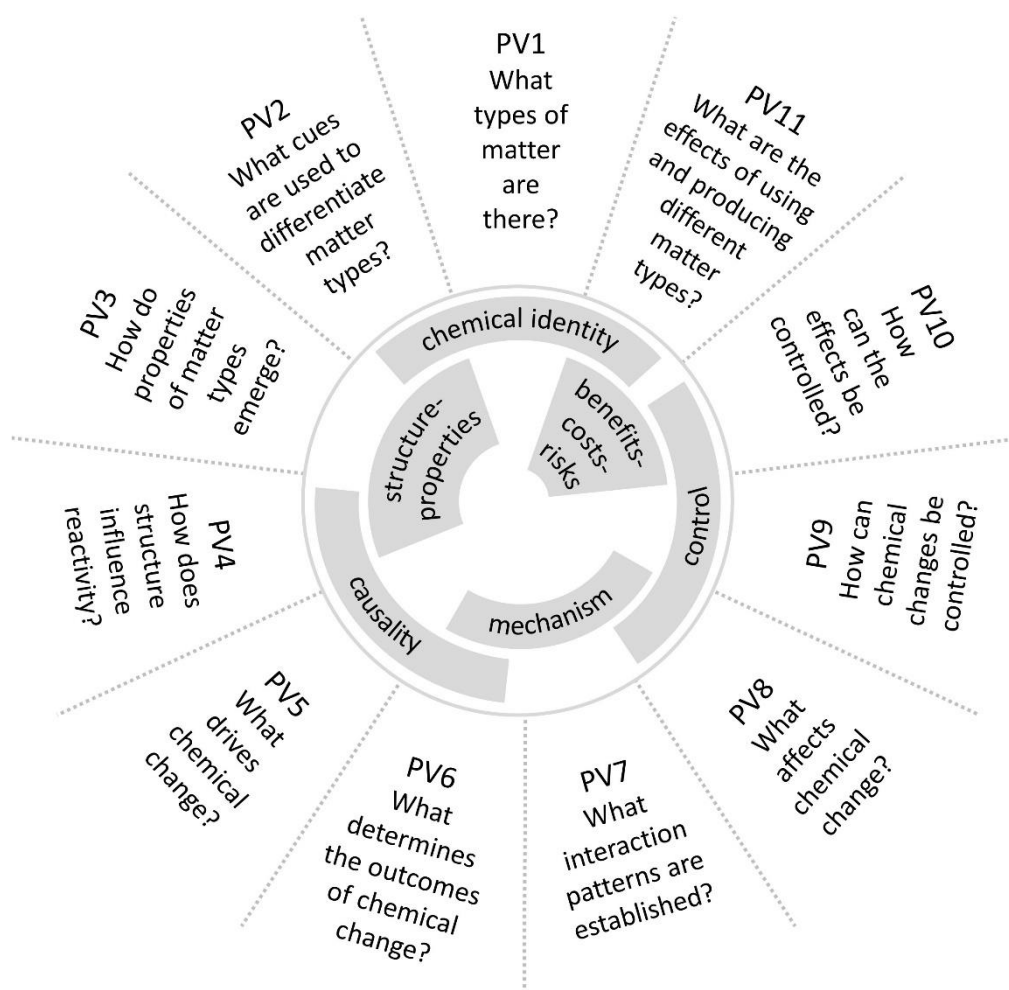 PV1
What
types of
matter
are
there?
PV2
What cues
are used to
differentiate
matter
types?
PV3
How do
properties
of matter
types
emerge?
PV4
How does
structure
influence
reactivity?
PV5
What
drives
chemical
change?
PV6
What
determines
the outcomes
of chemical
change?
PV7
What
interaction
patterns are
established?
PV8
What
affects
chemical
change?
PV9
How can
chemical
changes be
controlled?
PV10
How
can the
effects be
controlled?
PV11
What are the
effects of using
and producing
different
matter
types?
chemical identity
structure-
properties
benefits-
costs-
risks
control
causality
mechanism